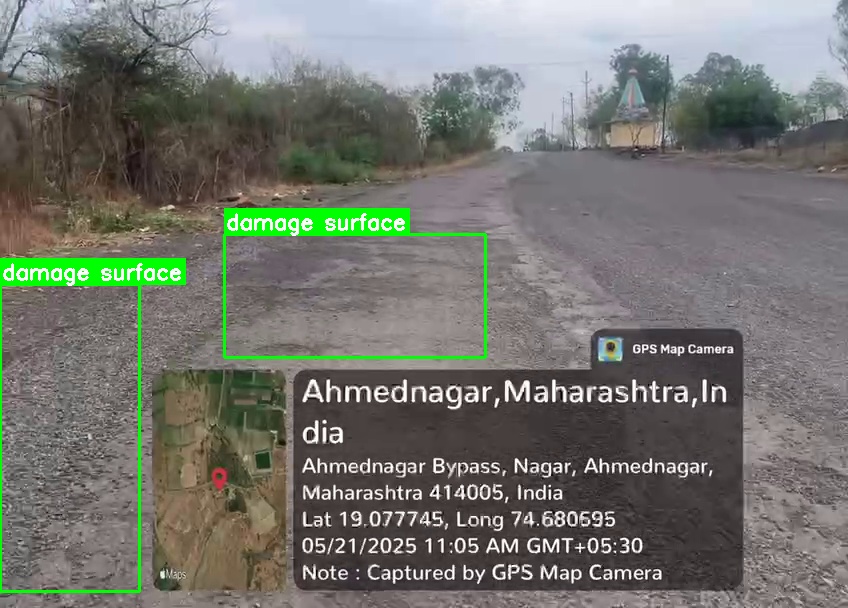 damage surface
damage surface
GPS Map Camera
Ahmednagar,Maharashtra,In
dia
Ahmednagar Bypass, Nagar, Ahmednagar,
Maharashtra 414005, India
Lat 19.077745, Long 74.680695
05/21/2025 11:05 AM GMT+05:30
Note : Captured by GPS Map Camera
Maps